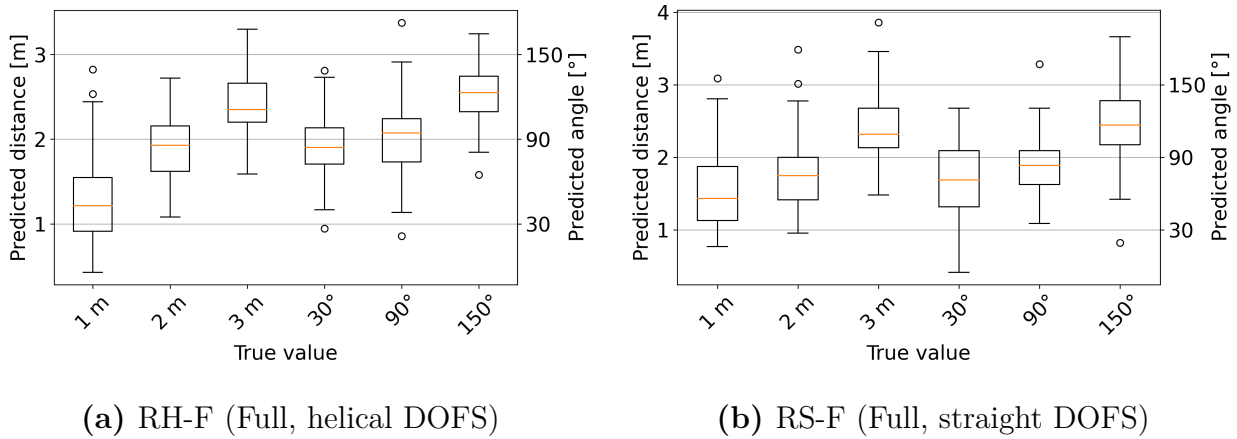 Predicted distance [m]
3
2
1
150
90
30
Predicted angle [°]
1 m
2 m
3 m
30°
90°
150°
True value
(a) RH-F (Full, helical DOFS)
Predicted distance [m]
4
3
2
1
150
90
30
Predicted angle [°]
1 m
2 m
3 m
30°
90°
150°
True value
(b) RS-F (Full, straight DOFS)